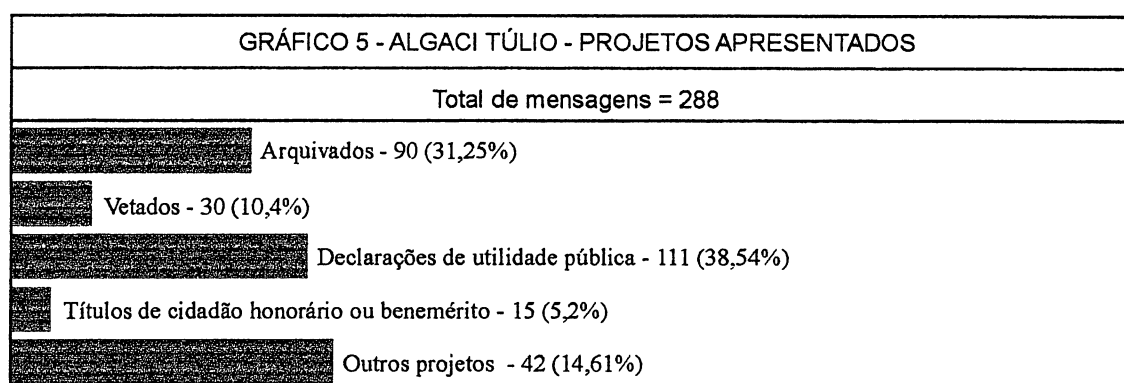 GRÁFICO 5 - ALGACI TÚLIO - PROJETOS APRESENTADOS
Total de mensagens = 288
Arquivados - 90 (31,25%)
Vetados - 30 (10,4%)
Declarações de utilidade pública - 111 (38,54%)
Títulos de cidadão honorário ou benemérito - 15 (5,2%)
Outros projetos - 42 (14,61%)